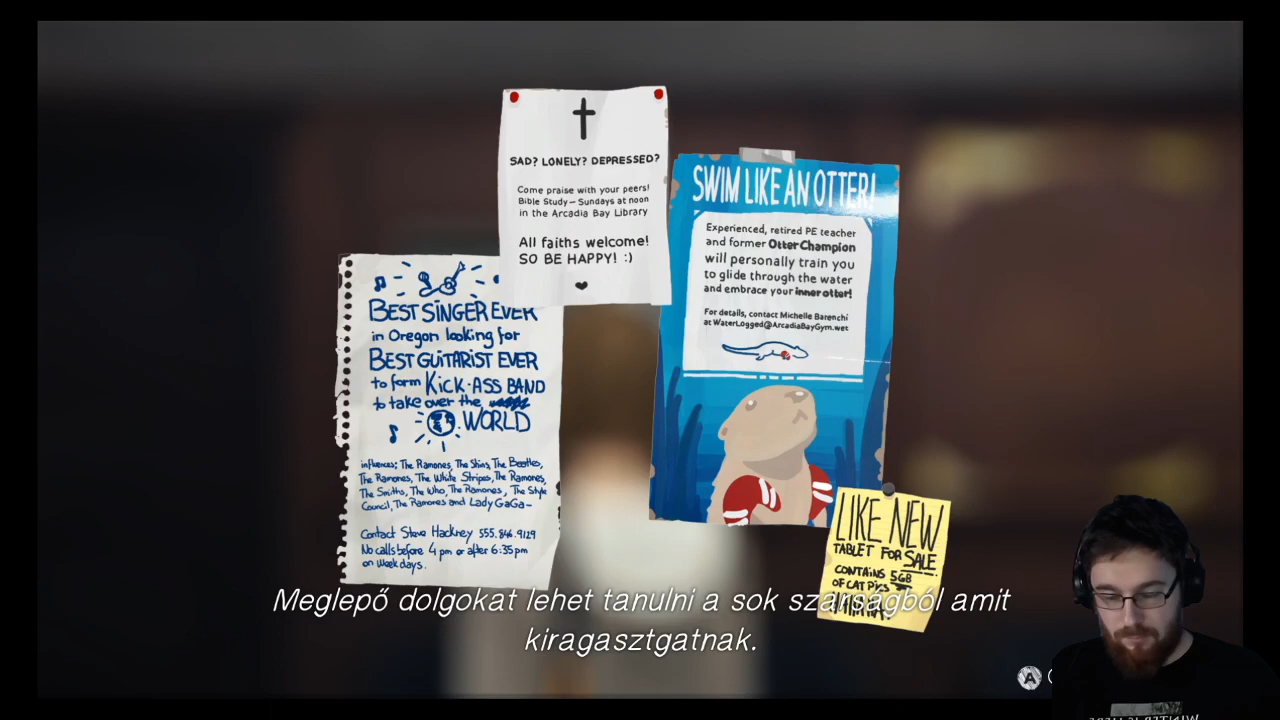 SAD? LONELY? DEPRESSED?
Come praise with your peers!
Bible Study – Sundays at noon
in the Arcadia Bay Library
All faiths welcome!
SO BE HAPPY! :)
SWIM LIKE AN OTTER!
Experienced, retired PE teacher
and former Otter Champion
will personally train you
to glide through the water
and embrace your inner otter!
For details, contact Michelle Barenchi
at WaterLogged@ArcadiaBayGym.wet
BEST SINGER EVER
in Oregon looking for
BEST GUITARIST EVER
to form KICK-ASS BAND
to take over the
WORLD
influences; The Ramones, The Shins, The Beatles,
The Ramones, The White Stripes, The Ramones,
The Smiths, The Who, The Ramones, The Style
Council, The Ramones and Lady GaGa–
Contact Steve Hackney 555.846.9129
No calls before 4 pm or after 6:35pm
on weekdays.
LIKE NEW
TABLET FOR SALE
CONTAINS 5GB
OF CAT PICS
Meglepő dolgokat lehet tanulni a sok szarságból amit
kiragasztgatnak.
A